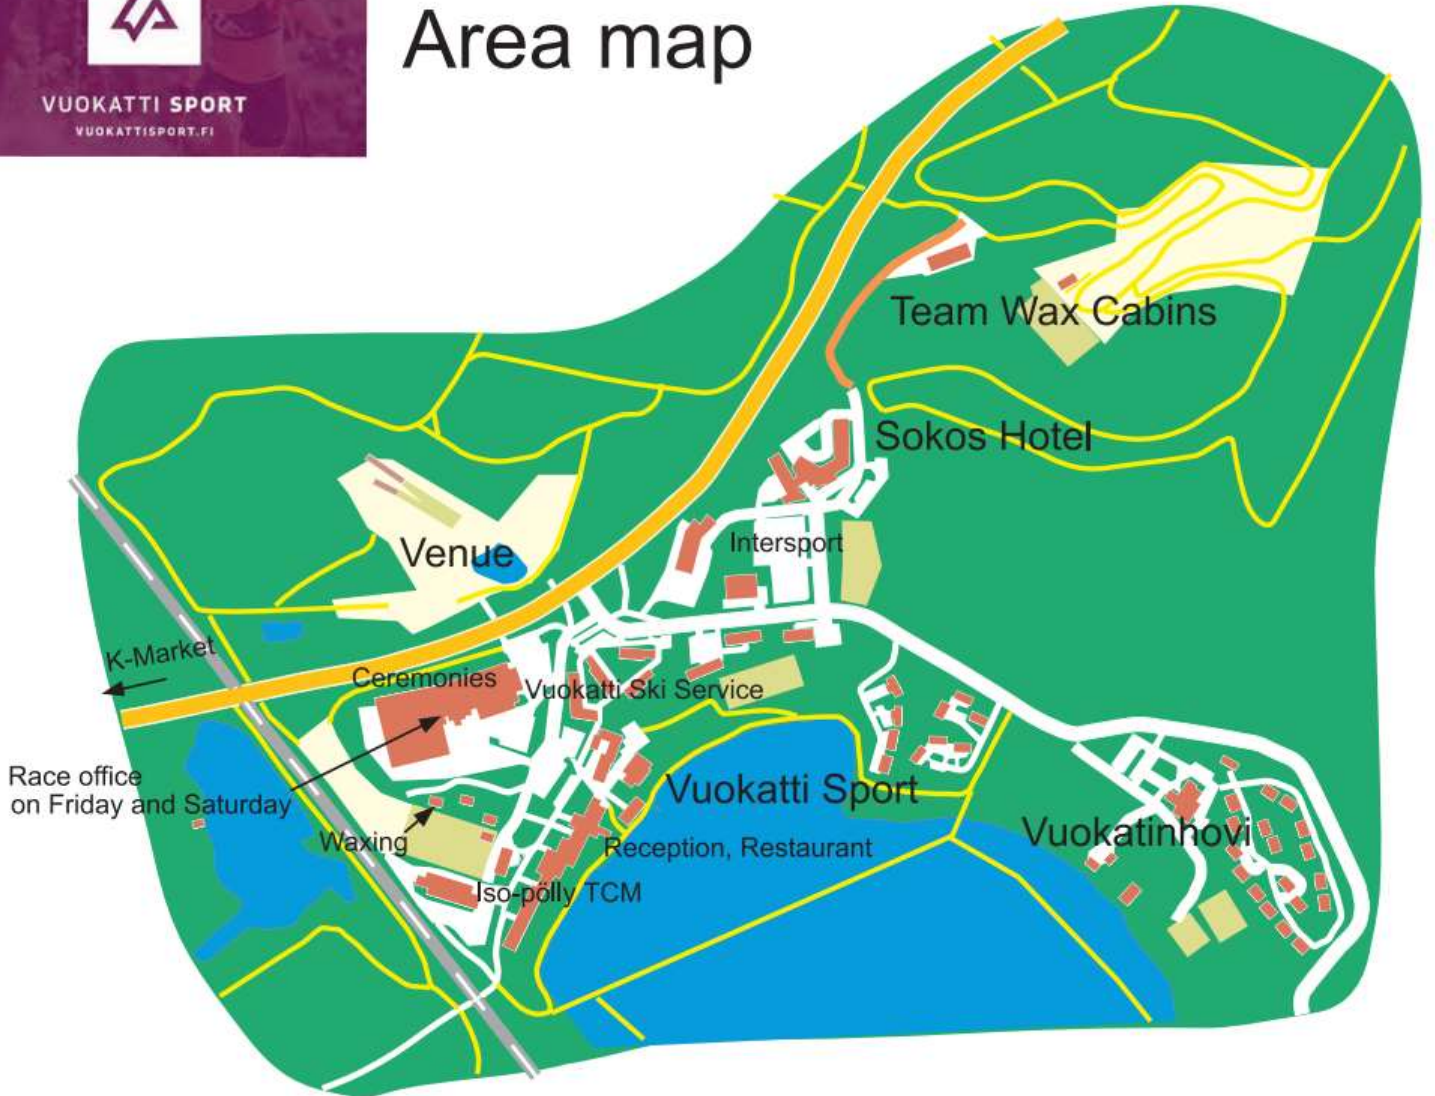 Area map
VUOKATTI SPORT
VUOKATTISPORT.FI
Team Wax Cabins
Sokos Hotel
Intersport
Venue
K-Market
Ceremonies
Vuokatti Ski Service
Race office
on Friday and Saturday
Vuokatti Sport
Waxing
Reception, Restaurant
Vuokatinhovi
Iso-pölly TCM